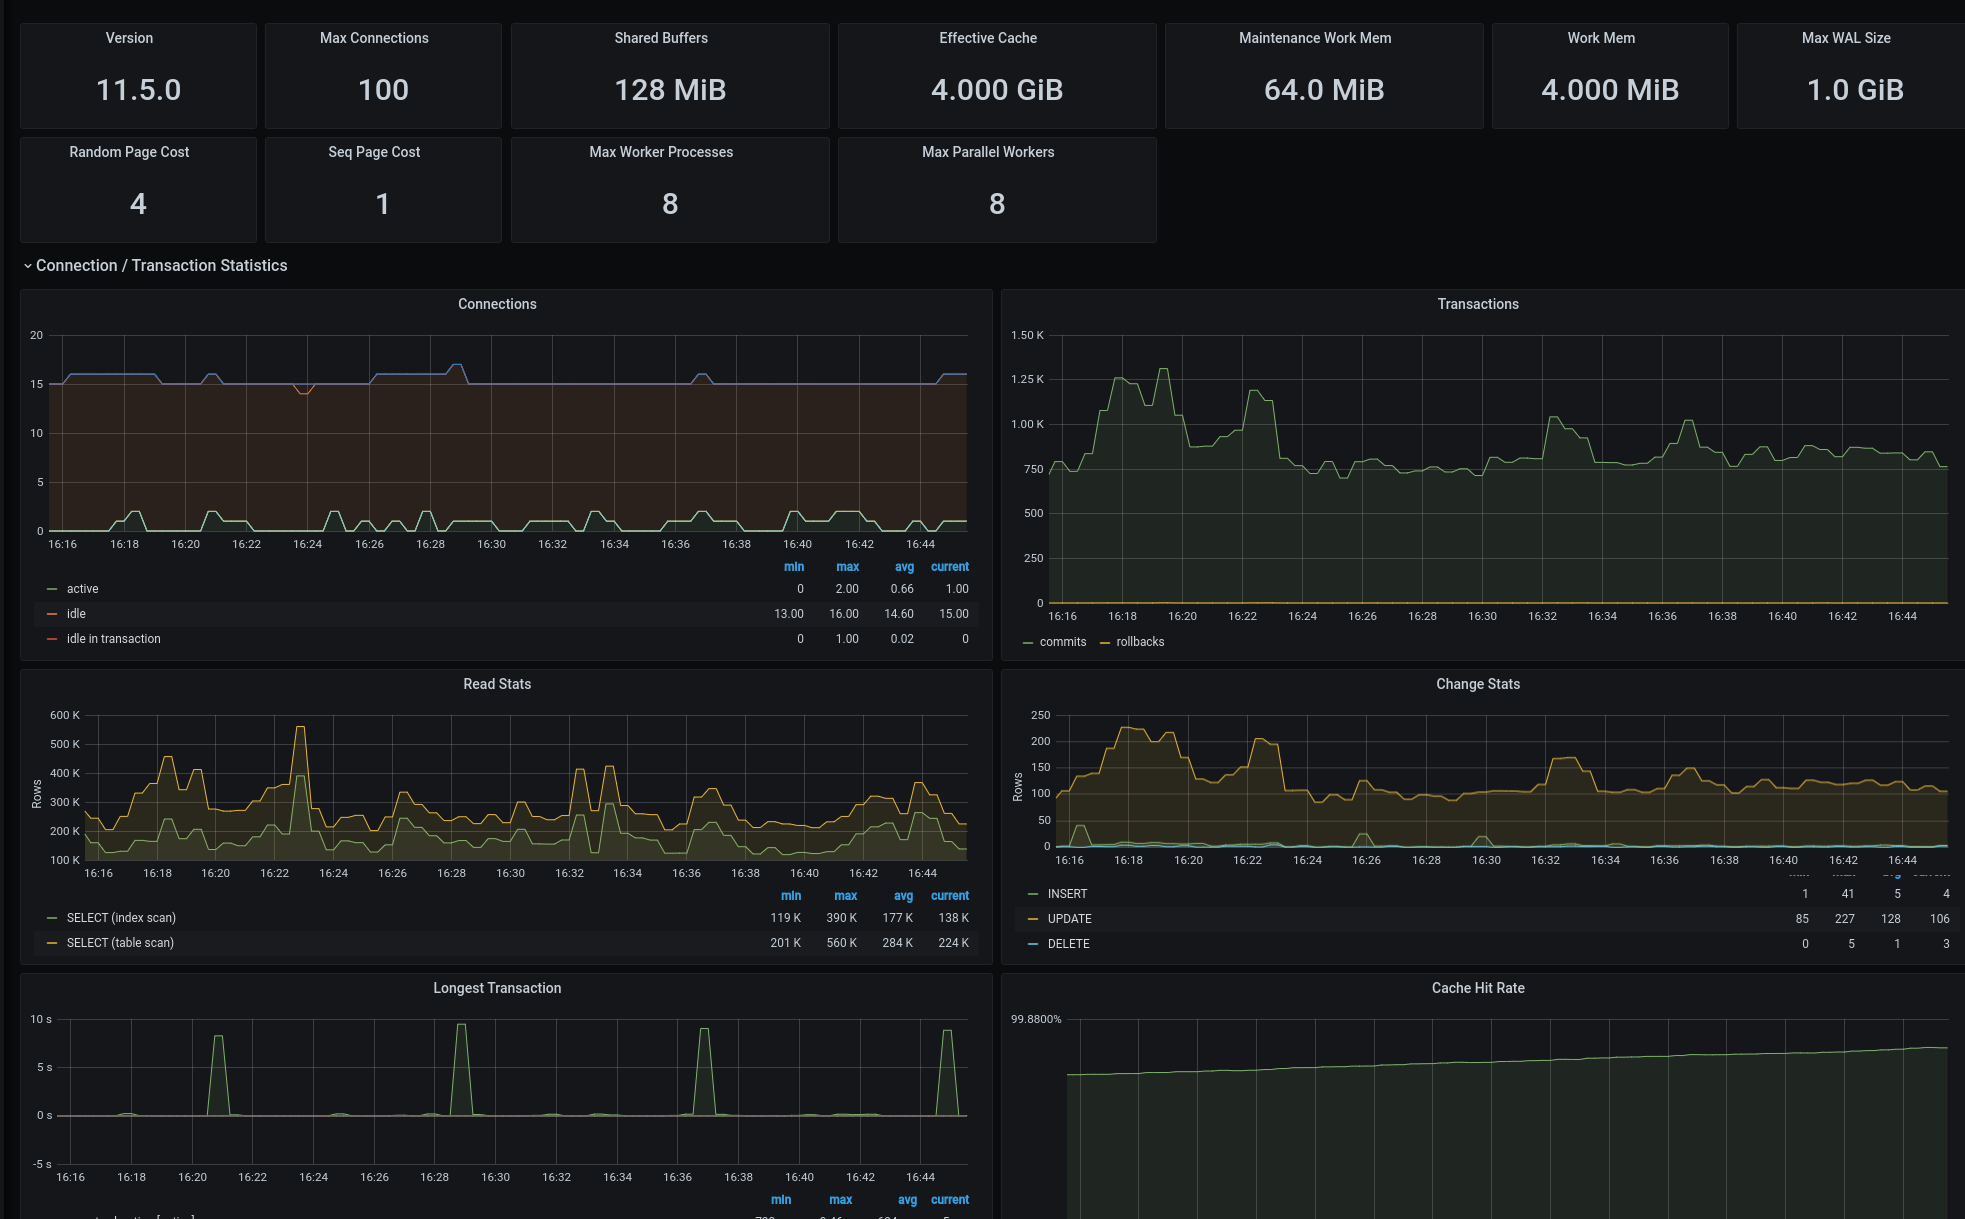 Version
Max Connections
Shared Buffers
Effective Cache
Maintenance Work Mem
Work Mem
Max WAL Size
11.5.0
100
128 MiB
4.000 GiB
64.0 MiB
4.000 MiB
1.0 GiB
Random Page Cost
Seq Page Cost
Max Worker Processes
Max Parallel Workers
4
1
8
8
Connection / Transaction Statistics
Connections
20
15
10
5
0
16:16 16:18 16:20 16:22 16:24 16:26 16:28 16:30 16:32 16:34 16:36 16:38 16:40 16:42 16:44
min max avg current
active 0 2.00 0.66 1.00
idle 13.00 16.00 14.60 15.00
idle in transaction 0 1.00 0.02 0
Transactions
1.50 K
1.25 K
1.00 K
750
500
250
0
16:16 16:18 16:20 16:22 16:24 16:26 16:28 16:30 16:32 16:34 16:36 16:38 16:40 16:42 16:44
commits rollbacks
Read Stats
Rows
600 K
500 K
400 K
300 K
200 K
100 K
16:16 16:18 16:20 16:22 16:24 16:26 16:28 16:30 16:32 16:34 16:36 16:38 16:40 16:42 16:44
min max avg current
SELECT (index scan) 119 K 390 K 177 K 138 K
SELECT (table scan) 201 K 560 K 284 K 224 K
Change Stats
Rows
250
200
150
100
50
0
16:16 16:18 16:20 16:22 16:24 16:26 16:28 16:30 16:32 16:34 16:36 16:38 16:40 16:42 16:44
INSERT 1 41 5 4
UPDATE 85 227 128 106
DELETE 0 5 1 3
Longest Transaction
10 s
5 s
0 s
-5 s
16:16 16:18 16:20 16:22 16:24 16:26 16:28 16:30 16:32 16:34 16:36 16:38 16:40 16:42 16:44
min max avg current
Cache Hit Rate
99.8800%